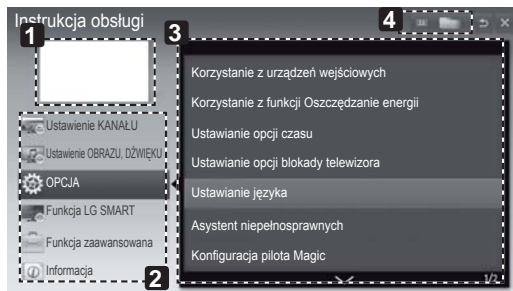 Instrukcja obsługi
1
3
4
Ustawienie KANAŁU
Ustawienie OBRAZU, DŹWIĘKU
OPCJA
Funkcja LG SMART
Funkcja zaawansowana
Informacja
2
Korzystanie z urządzeń wejściowych
Korzystanie z funkcji Oszczędzanie energii
Ustawianie opcji czasu
Ustawianie opcji blokady telewizora
Ustawianie języka
Asystent niepełnosprawnych
Konfiguracja pilota Magic
1/2